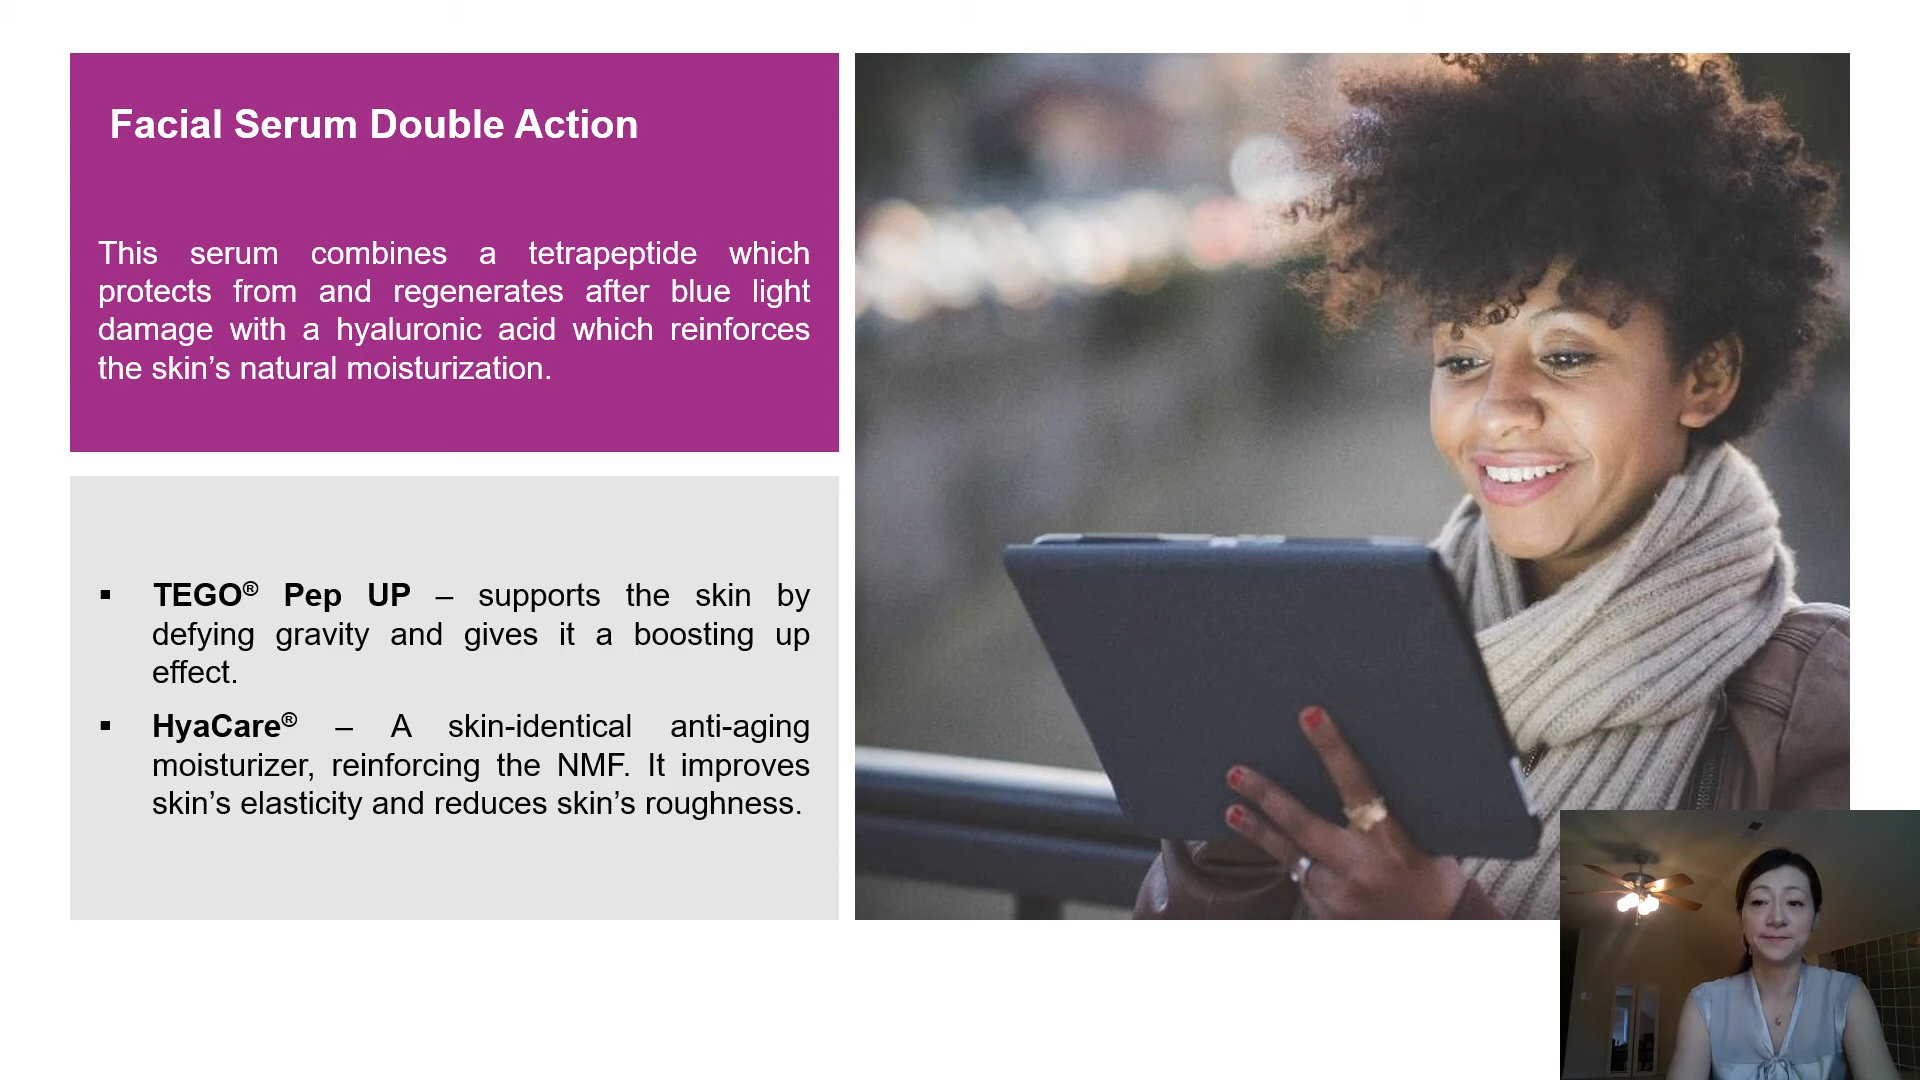 Facial Serum Double Action
This serum combines a tetrapeptide which
protects from and regenerates after blue light
damage with a hyaluronic acid which reinforces
the skin’s natural moisturization.
▪ TEGO® Pep UP – supports the skin by
defying gravity and gives it a boosting up
effect.
▪ HyaCare® – A skin-identical anti-aging
moisturizer, reinforcing the NMF. It improves
skin’s elasticity and reduces skin’s roughness.